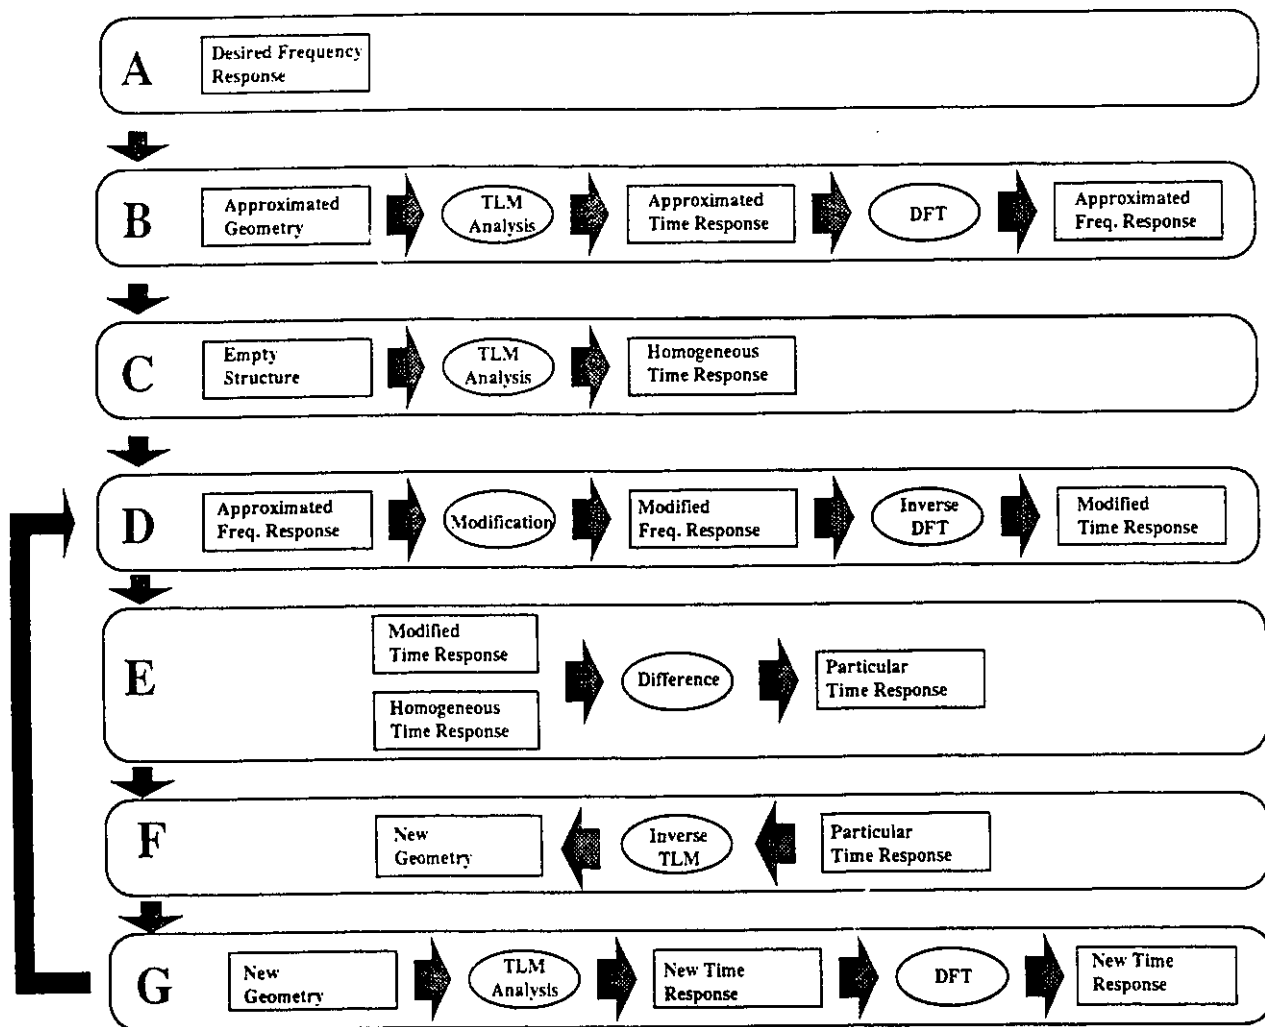 A
Desired Frequency
Response
B
Approximated
Geometry
TLM
Analysis
Approximated
Time Response
DFT
Approximated
Freq. Response
C
Empty
Structure
TLM
Analysis
Homogeneous
Time Response
D
Approximated
Freq. Response
Modification
Modified
Freq. Response
Inverse
DFT
Modified
Time Response
E
Modified
Time Response
Homogeneous
Time Response
Difference
Particular
Time Response
F
New
Geometry
Inverse
TLM
Particular
Time Response
G
New
Geometry
TLM
Analysis
New Time
Response
DFT
New Time
Response